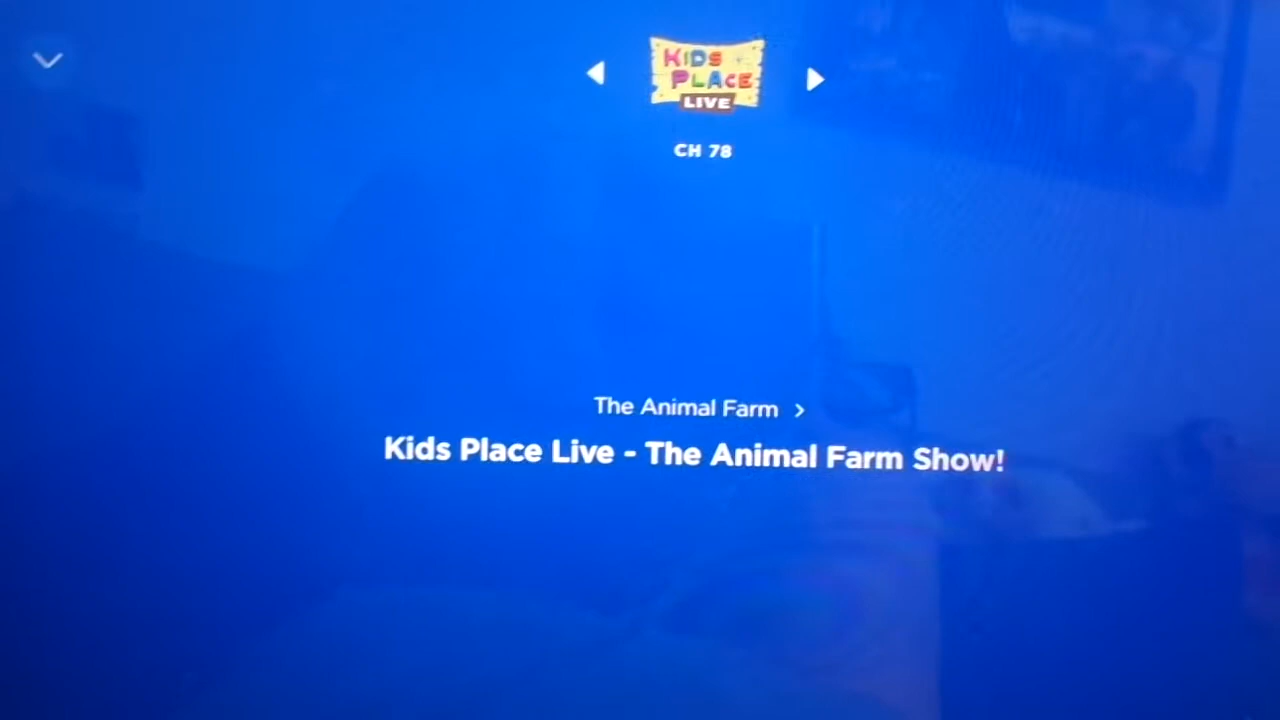 KIDS
PLACE
LIVE
CH 78
The Animal Farm
Kids Place Live - The Animal Farm Show!